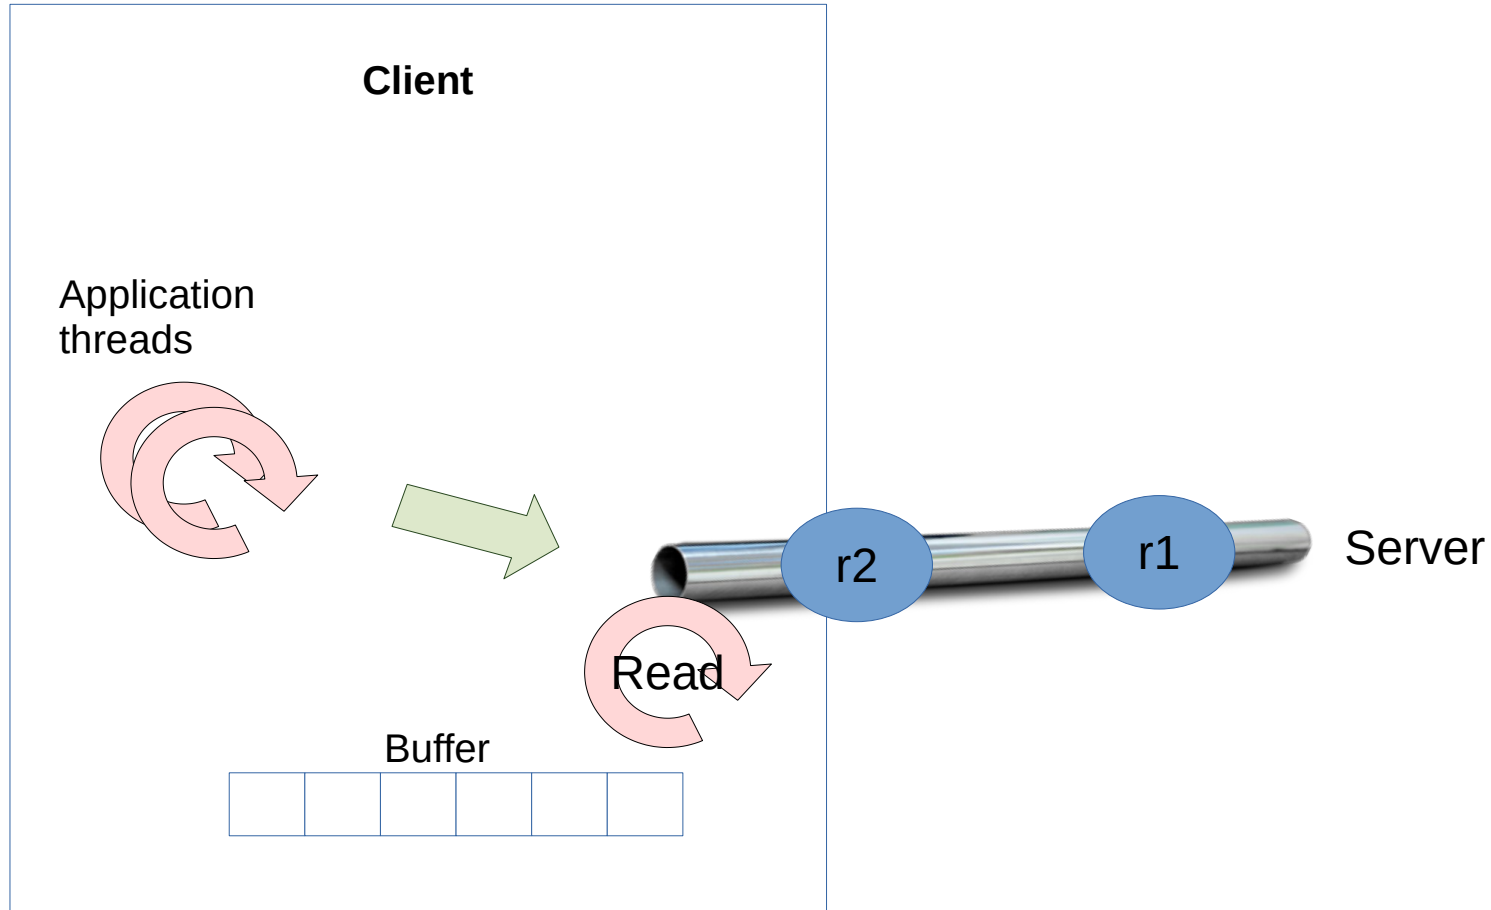 Client
Application
threads
r2
r1
Server
Read
Buffer